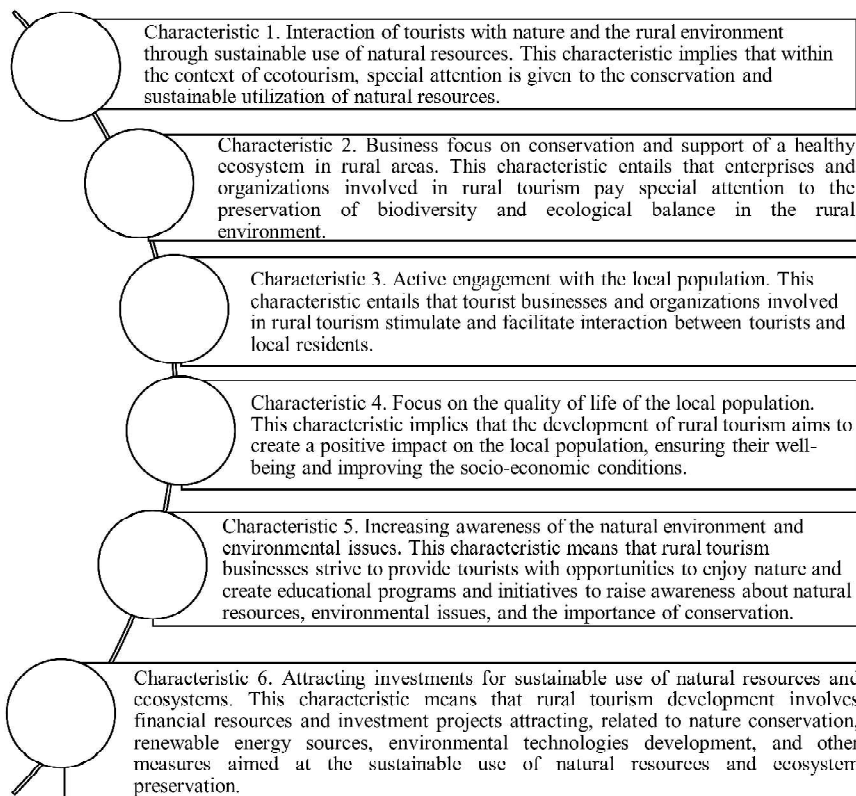 Characteristic 1. Interaction of tourists with nature and the rural environment
through sustainable use of natural resources. This characteristic implies that within
the context of ecotourism, special attention is given to the conservation and
sustainable utilization of natural resources.
Characteristic 2. Business focus on conservation and support of a healthy
ecosystem in rural areas. This characteristic entails that enterprises and
organizations involved in rural tourism pay special attention to the
preservation of biodiversity and ecological balance in the rural
environment.
Characteristic 3. Active engagement with the local population. This
characteristic entails that tourist businesses and organizations involved
in rural tourism stimulate and facilitate interaction between tourists and
local residents.
Characteristic 4. Focus on the quality of life of the local population.
This characteristic implies that the development of rural tourism aims to
create a positive impact on the local population, ensuring their well-
being and improving the socio-economic conditions.
Characteristic 5. Increasing awareness of the natural environment and
environmental issues. This characteristic means that rural tourism
businesses strive to provide tourists with opportunities to enjoy nature and
create educational programs and initiatives to raise awareness about natural
resources, environmental issues, and the importance of conservation.
Characteristic 6. Attracting investments for sustainable use of natural resources and
ecosystems. This characteristic means that rural tourism development involves
financial resources and investment projects attracting, related to nature conservation,
renewable energy sources, environmental technologies development, and other
measures aimed at the sustainable use of natural resources and ecosystem
preservation.